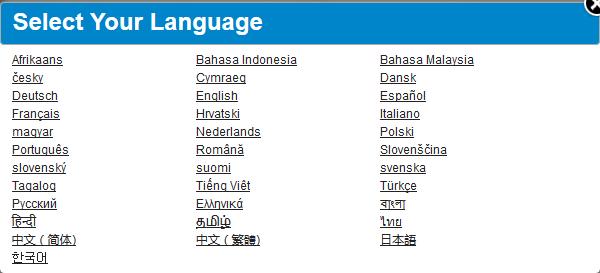 Select Your Language
Afrikaans Bahasa Indonesia Bahasa Malaysia
česky Cymraeg Dansk
Deutsch English Español
Français Hrvatski Italiano
magyar Nederlands Polski
Português Română Slovenščina
slovenský suomi svenska
Tagalog Tiếng Việt Türkçe
Русский Ελληνικά বাংলা
हिन्दी தமிழ் ไทย
中文 ( 简体) 中文 ( 繁體) 日本語
한국어